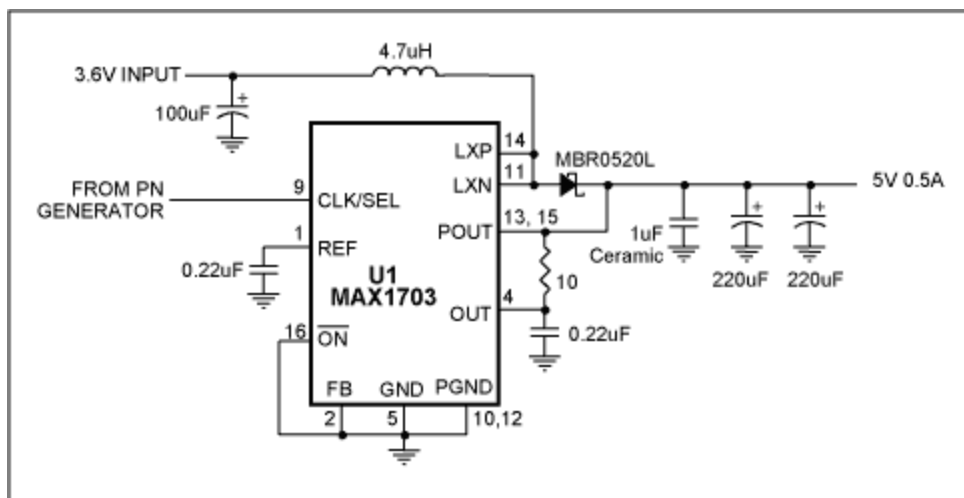 4.7uH
3.6V INPUT
+
100uF
14
LXP
MBR0520L
11
LXN
5V 0.5A
FROM PN
GENERATOR
9
CLK/SEL
13, 15
POUT
+
+
1
REF
1uF
Ceramic
0.22uF
U1
MAX1703
10
220uF
220uF
4
OUT
16
ON
0.22uF
FB
GND
PGND
2
5
10,12